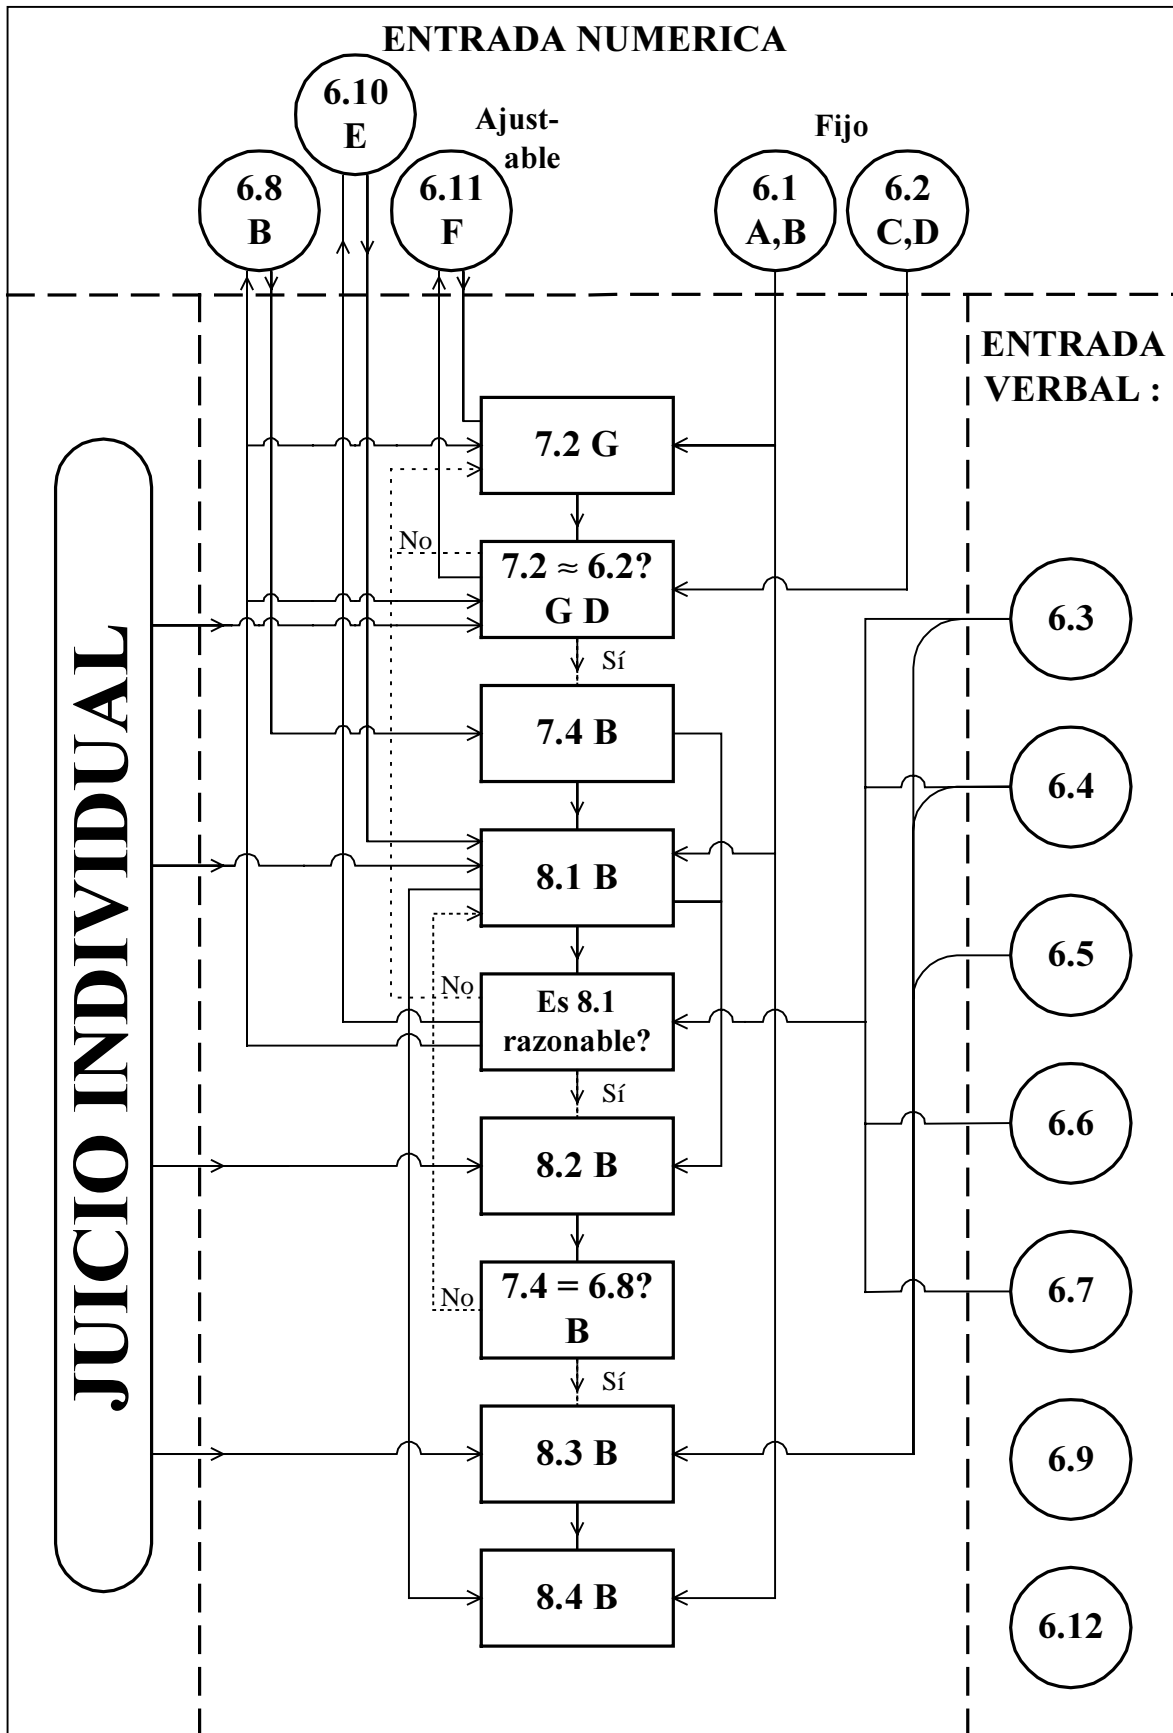 ENTRADA NUMERICA
6.10
E
Ajust-
able
Fijo
6.8
B
6.11
F
6.1
A,B
6.2
C,D
ENTRADA
VERBAL :
7.2 G
No
7.2 ≈ 6.2?
G D
Sí
6.3
JUICIO INDIVIDUAL
7.4 B
6.4
8.1 B
6.5
No
Es 8.1
razonable?
Sí
6.6
8.2 B
No
7.4 = 6.8?
B
6.7
Sí
8.3 B
6.9
8.4 B
6.12